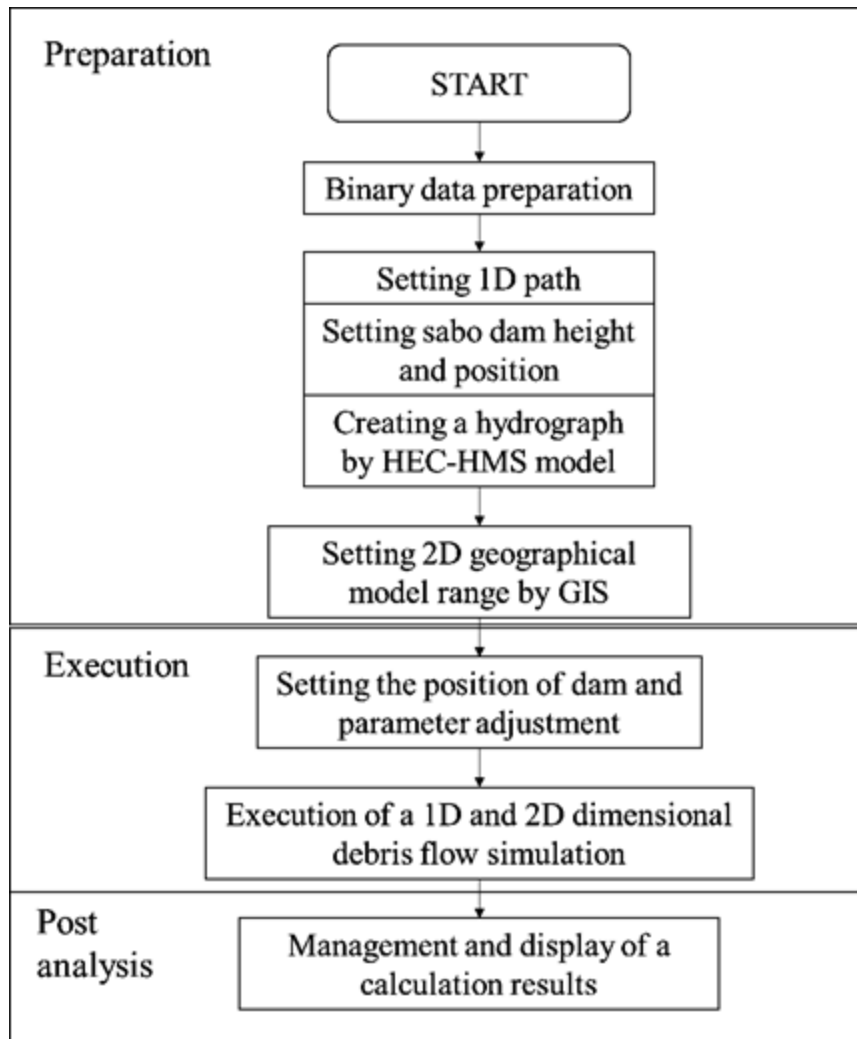 Preparation
START
Binary data preparation
Setting 1D path
Setting sabo dam height
and position
Creating a hydrograph
by HEC-HMS model
Setting 2D geographical
model range by GIS
Execution
Setting the position of dam and
parameter adjustment
Execution of a 1D and 2D dimensional
debris flow simulation
Post
analysis
Management and display of a
calculation results